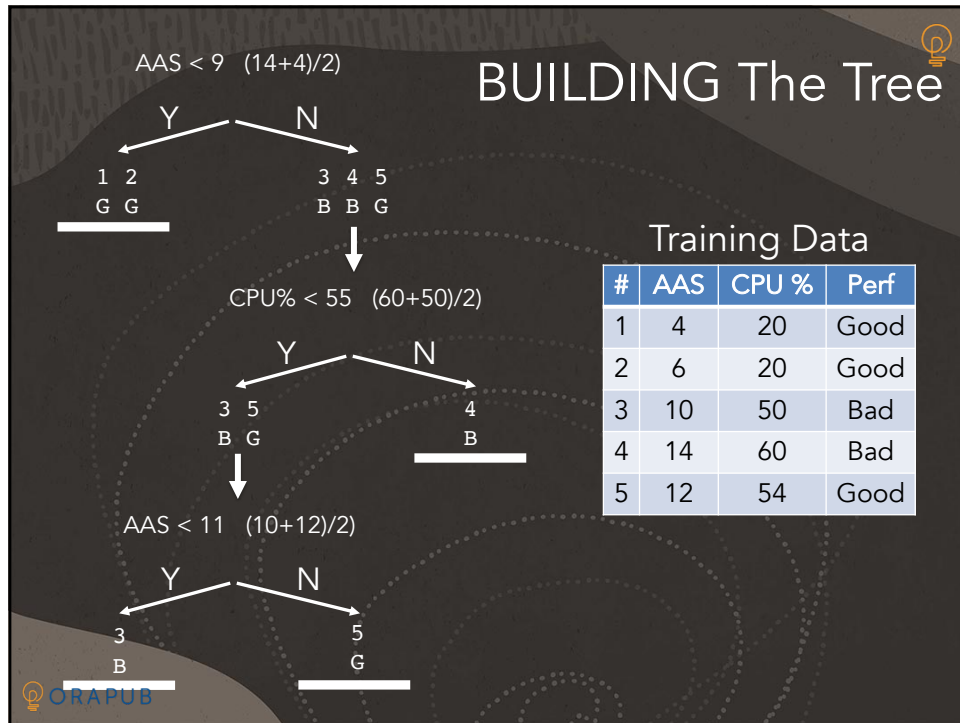 BUILDING The Tree
AAS < 9 (14+4)/2)
Y N
1 2
G G
3 4 5
B B G
CPU% < 55 (60+50)/2)
Y N
3 5
B G
4
B
AAS < 11 (10+12)/2)
Y N
3
B
5
G
Training Data
# AAS CPU % Perf
1 4 20 Good
2 6 20 Good
3 10 50 Bad
4 14 60 Bad
5 12 54 Good
ORAPUB